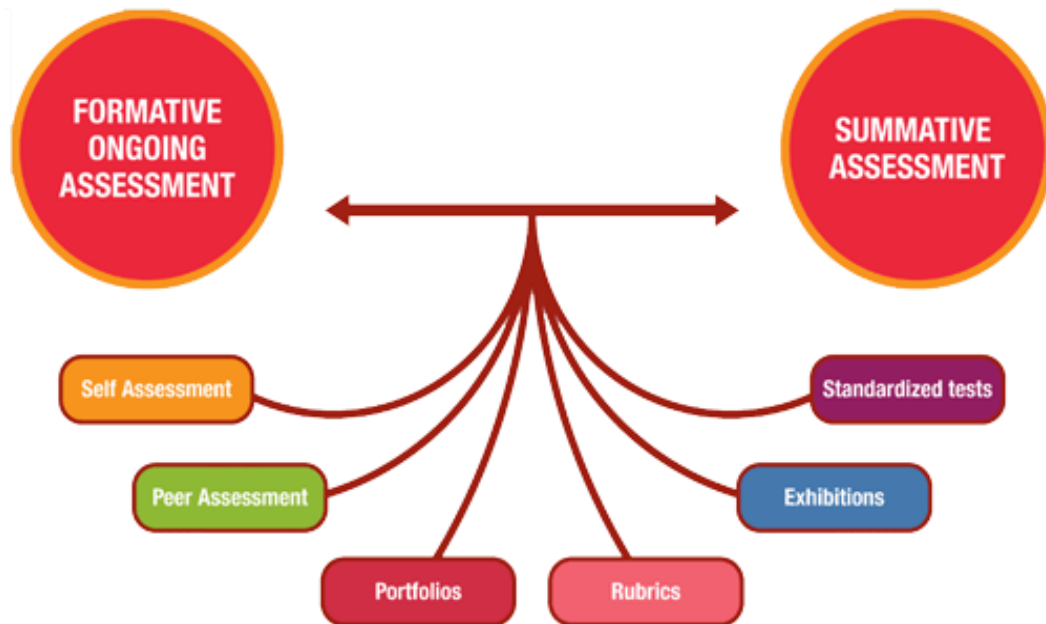 FORMATIVE
ONGOING
ASSESSMENT
SUMMATIVE
ASSESSMENT
Self Assessment
Standardized tests
Peer Assessment
Exhibitions
Portfolios
Rubrics